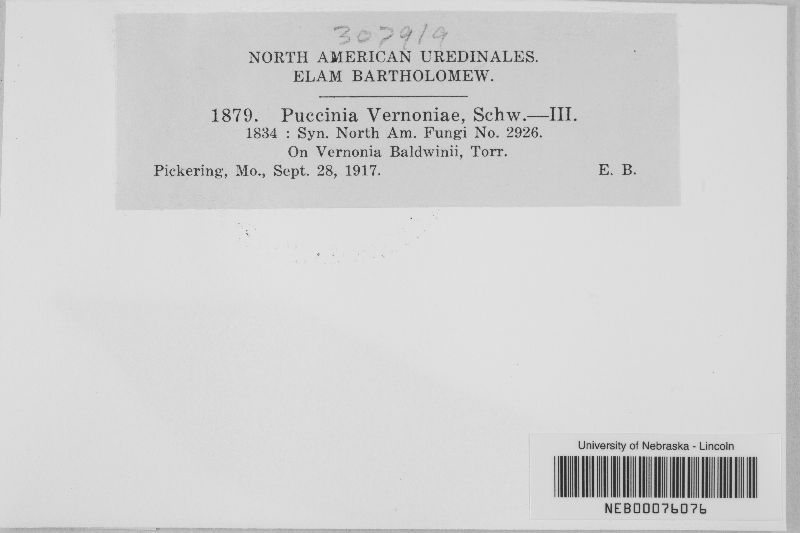 307919
NORTH AMERICAN UREDINALES.
ELAM BARTHOLOMEW.
1879. Puccinia Vernoniae, Schw.—III.
1834 : Syn. North Am. Fungi No. 2926.
On Vernonia Baldwinii, Torr.
Pickering, Mo., Sept. 28, 1917. E. B.
University of Nebraska - Lincoln
NEB00076076